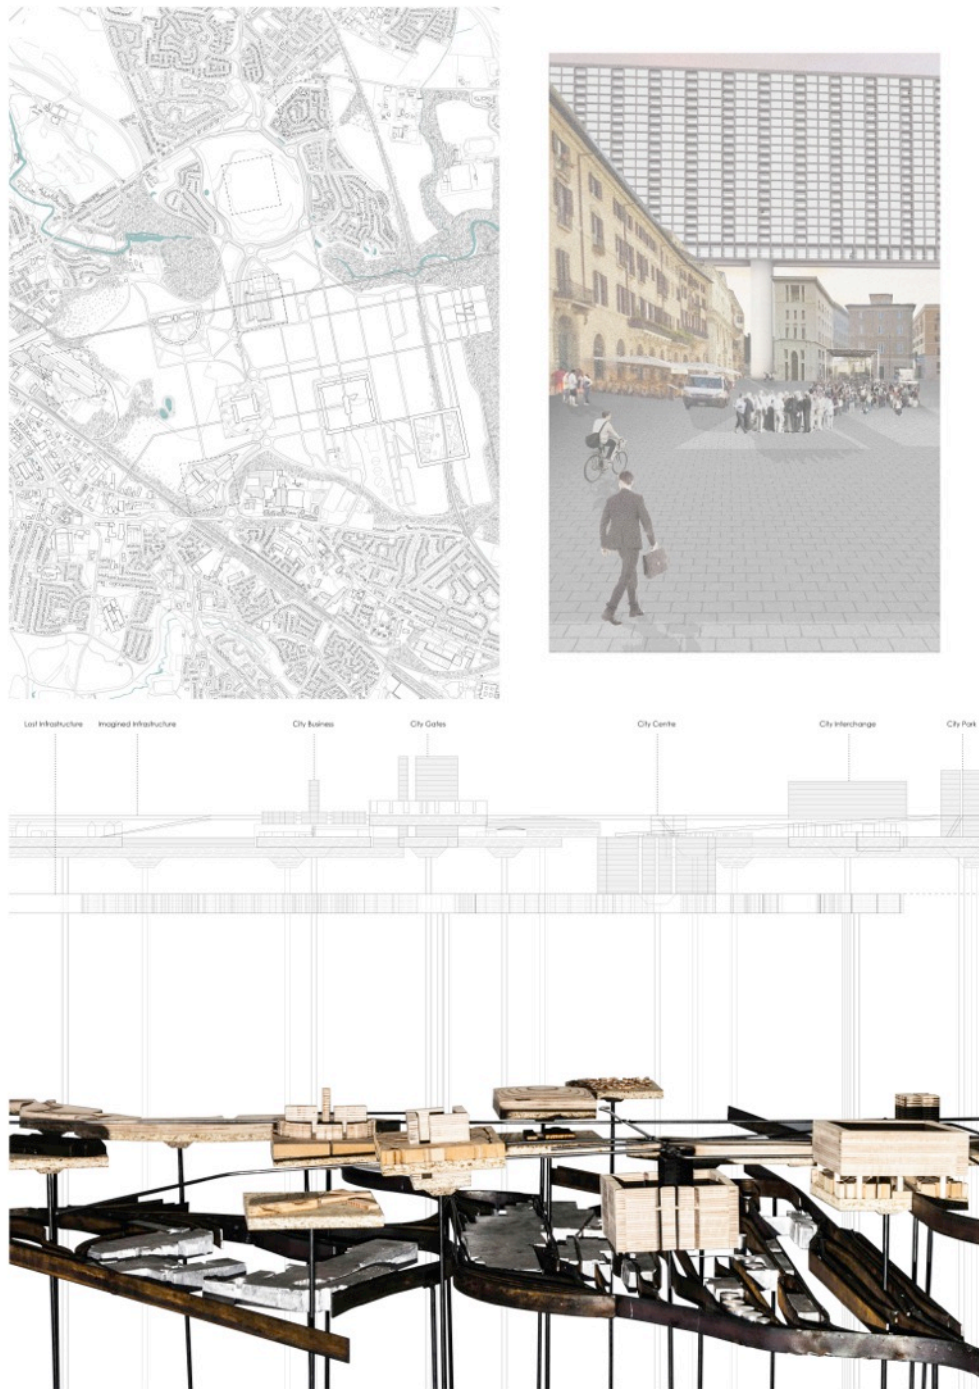 Lost Infrastructure
Imagined Infrastructure
City Business
City Gates
City Centre
City Interchange
City Park